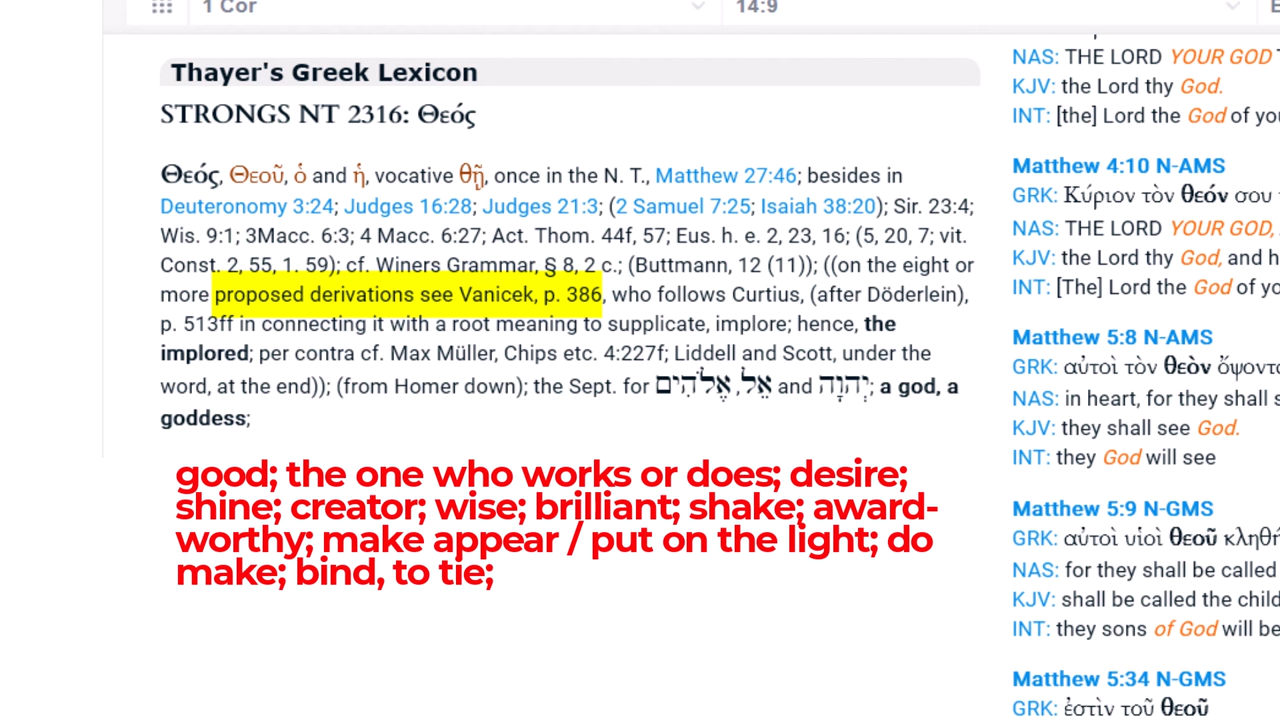 1 Cor
14:9
Thayer's Greek Lexicon
STRONGS NT 2316: Θεός
Θεός, Θεοῦ, ὁ and ἡ, vocative θῆ, once in the N. T., Matthew 27:46; besides in
Deuteronomy 3:24; Judges 16:28; Judges 21:3; (2 Samuel 7:25; Isaiah 38:20); Sir. 23:4;
Wis. 9:1; 3Macc. 6:3; 4 Macc. 6:27; Act. Thom. 44f, 57; Eus. h. e. 2, 23, 16; (5, 20, 7; vit.
Const. 2, 55, 1. 59); cf. Winers Grammar, § 8, 2 c.; (Buttmann, 12 (11)); ((on the eight or
more proposed derivations see Vanicek, p. 386, who follows Curtius, (after Döderlein),
p. 513ff in connecting it with a root meaning to supplicate, implore; hence, the
implored; per contra cf. Max Müller, Chips etc. 4:227f; Liddell and Scott, under the
word, at the end)); (from Homer down); the Sept. for אֵל, אֱלֹהִים and יְהוָה; a god, a
goddess;
good; the one who works or does; desire;
shine; creator; wise; brilliant; shake; award-
worthy; make appear / put on the light; do
make; bind, to tie;
NAS: THE LORD YOUR GOD
KJV: the Lord thy God.
INT: [the] Lord the God of
Matthew 4:10 N-AMS
GRK: Κύριον τὸν θεόν σου
NAS: THE LORD YOUR GOD,
KJV: the Lord thy God, and
INT: [The] Lord the God of
Matthew 5:8 N-AMS
GRK: αὐτοὶ τὸν θεὸν
NAS: in heart, for they shall
KJV: they shall see God.
INT: they God will see
Matthew 5:9 N-GMS
GRK: αὐτοὶ υἱοὶ θεοῦ
NAS: for they shall be called
KJV: shall be called the
INT: they sons of God will
Matthew 5:34 N-GMS
GRK: ἐστὶν τοῦ θεοῦ